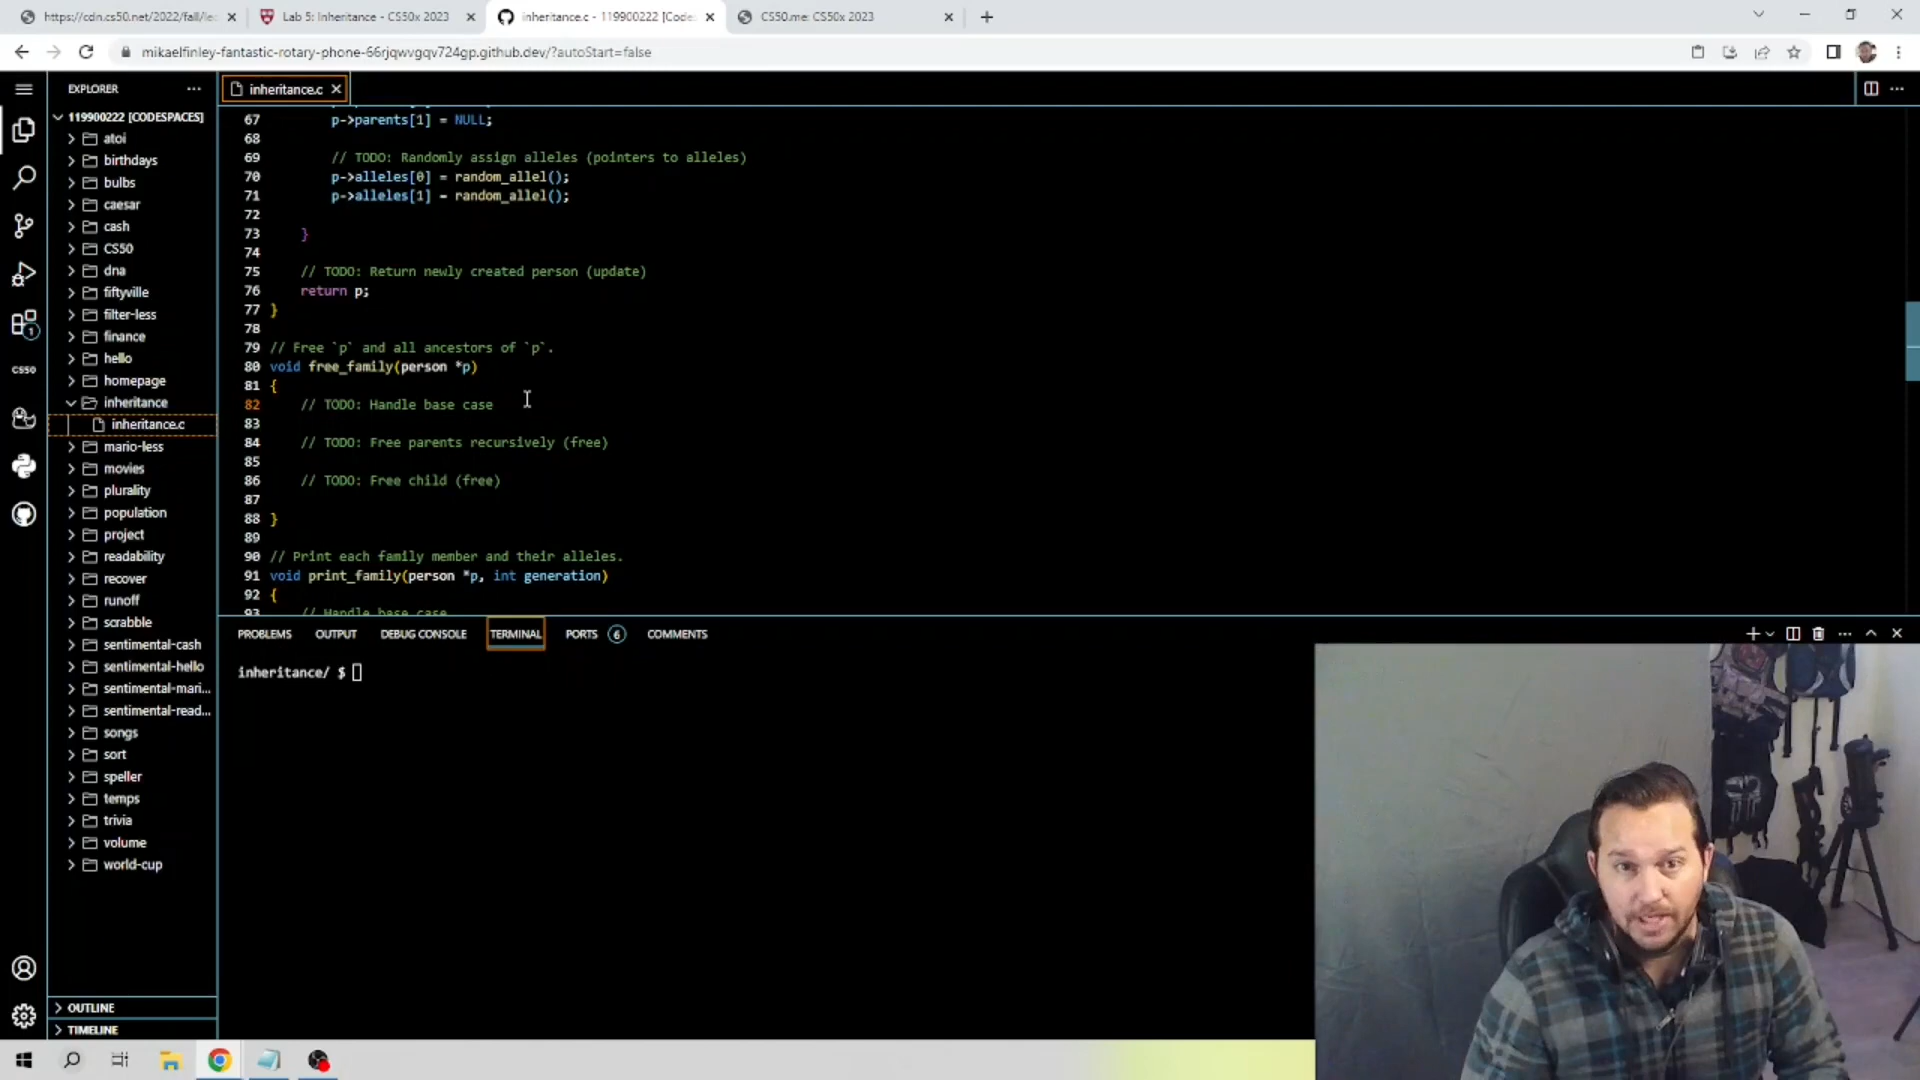 https://cdn.cs50.net/2022/fall/le
Lab 5: Inheritance - CS50x 2023
inheritance.c - 119900222 [Code
CS50.me: CS50x 2023
mikaelfinley-fantastic-rotary-phone-66rjqwvgqv724gp.github.dev/?autoStart=false
EXPLORER
119900222 [CODESPACES]
atoi
birthdays
bulbs
caesar
cash
CS50
dna
fiftyville
filter-less
finance
hello
homepage
inheritance
inheritance.c
mario-less
movies
plurality
population
project
readability
recover
runoff
scrabble
sentimental-cash
sentimental-hello
sentimental-mari...
sentimental-read...
songs
sort
speller
temps
trivia
volume
world-cup
OUTLINE
TIMELINE
CS50
1
inheritance.c
67 p->parents[1] = NULL;
68
69 // TODO: Randomly assign alleles (pointers to alleles)
70 p->alleles[0] = random_allel();
71 p->alleles[1] = random_allel();
72
73 }
74
75 // TODO: Return newly created person (update)
76 return p;
77 }
78
79 // Free `p` and all ancestors of `p`.
80 void free_family(person *p)
81 {
82 // TODO: Handle base case
83
84 // TODO: Free parents recursively (free)
85
86 // TODO: Free child (free)
87
88 }
89
90 // Print each family member and their alleles.
91 void print_family(person *p, int generation)
92 {
93 // Handle base case
PROBLEMS OUTPUT DEBUG CONSOLE TERMINAL PORTS 6 COMMENTS
inheritance/ $